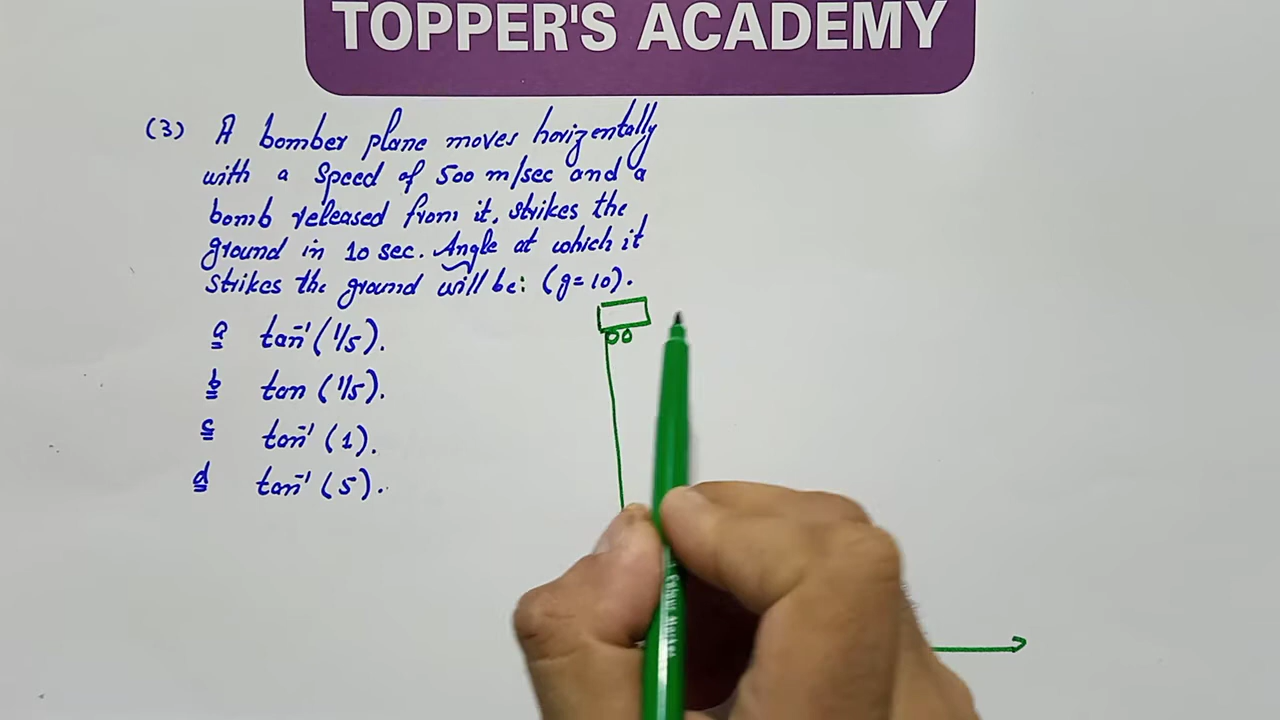 TOPPER'S ACADEMY
(3) A bomber plane moves horizentally
with a speed of 500 m/sec and a
bomb released from it, strikes the
ground in 10 sec. Angle at which it
strikes the ground will be: (g=10).
a tan⁻¹(1/5).
b tan (1/5).
c tan⁻¹(1).
d tan⁻¹(5).